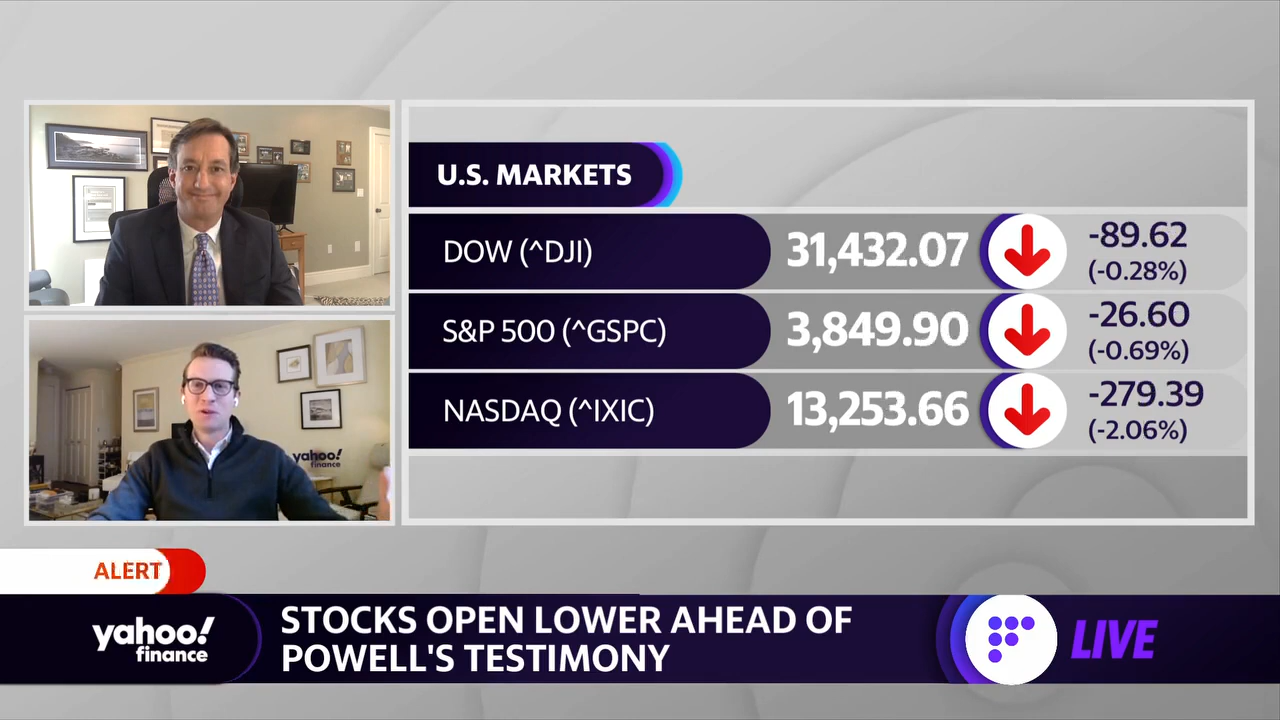 U.S. MARKETS
DOW (^DJI) 31,432.07 -89.62 (-0.28%)
S&P 500 (^GSPC) 3,849.90 -26.60 (-0.69%)
NASDAQ (^IXIC) 13,253.66 -279.39 (-2.06%)
yahoo!
finance
ALERT
yahoo!
finance
STOCKS OPEN LOWER AHEAD OF
POWELL'S TESTIMONY
LIVE